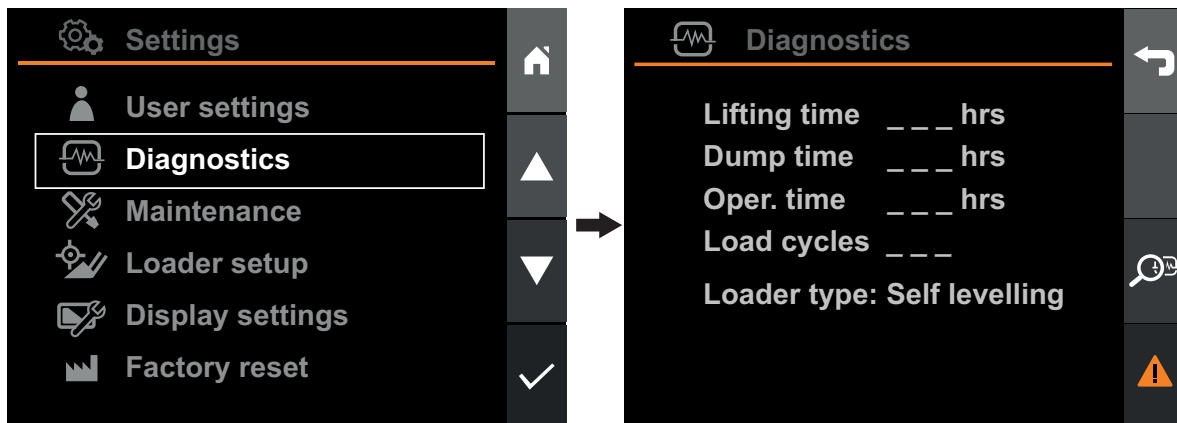 Settings
User settings
Diagnostics
Maintenance
Loader setup
Display settings
Factory reset
Diagnostics
Lifting time _ _ _ hrs
Dump time _ _ _ hrs
Oper. time _ _ _ hrs
Load cycles _ _ _
Loader type: Self levelling